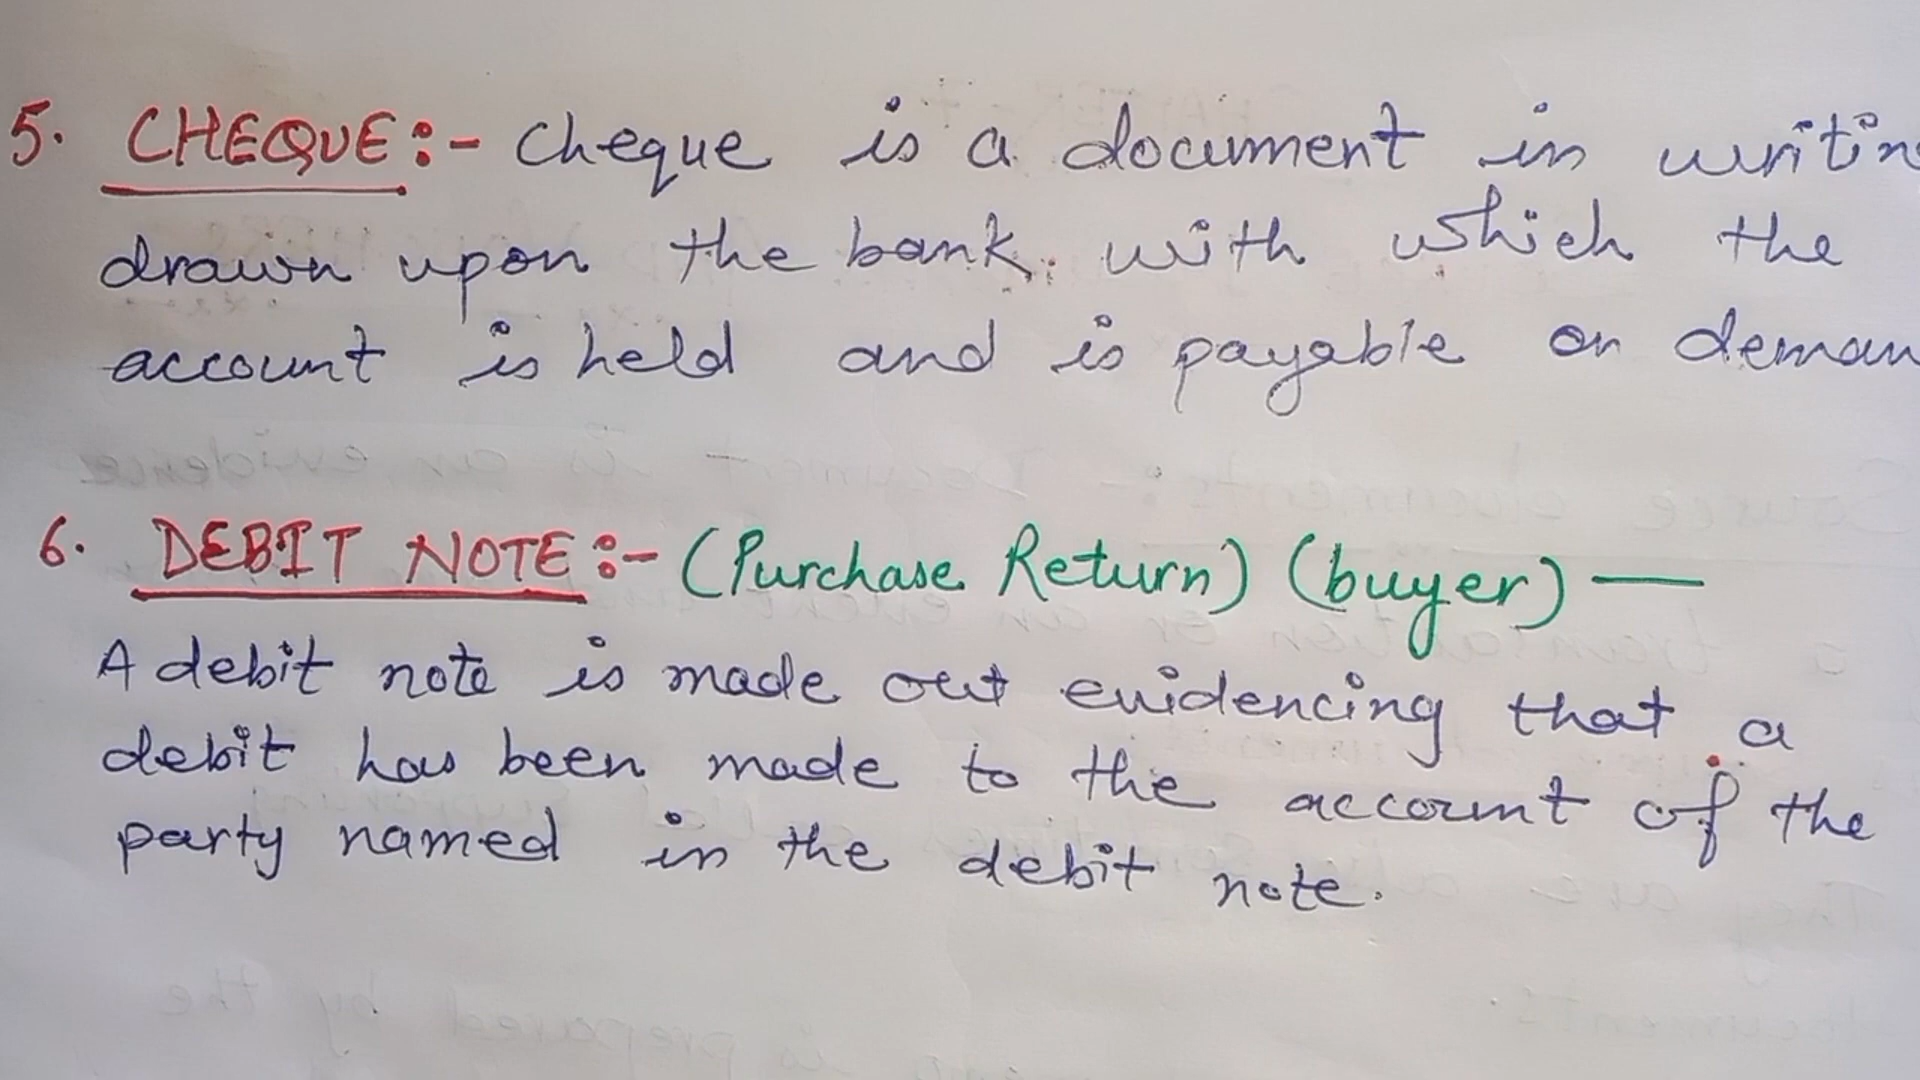 5. CHEQUE:- Cheque is a document in writin
drawn upon the bank with which the
account is held and is payable on deman
6. DEBIT NOTE:- (Purchase Return) (buyer) —
A debit note is made out evidencing that a
debit has been made to the account of the
party named in the debit note.